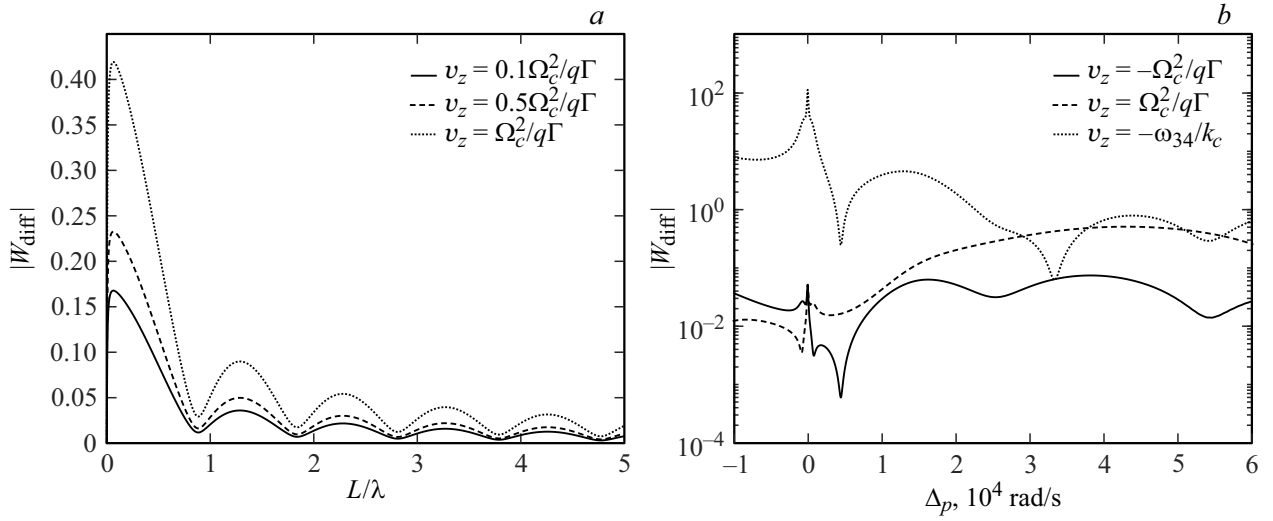 a
0.40
0.35
0.30
0.25
0.20
0.15
0.10
0.05
0
|W_diff|
0 1 2 3 4 5
L/λ
v_z = 0.1Ω_c^2/qΓ
v_z = 0.5Ω_c^2/qΓ
v_z = Ω_c^2/qΓ
b
10^2
10^0
10^−2
10^−4
|W_diff|
−1 0 1 2 3 4 5 6
Δ_p, 10^4 rad/s
v_z = −Ω_c^2/qΓ
v_z = Ω_c^2/qΓ
v_z = −ω_34/k_c